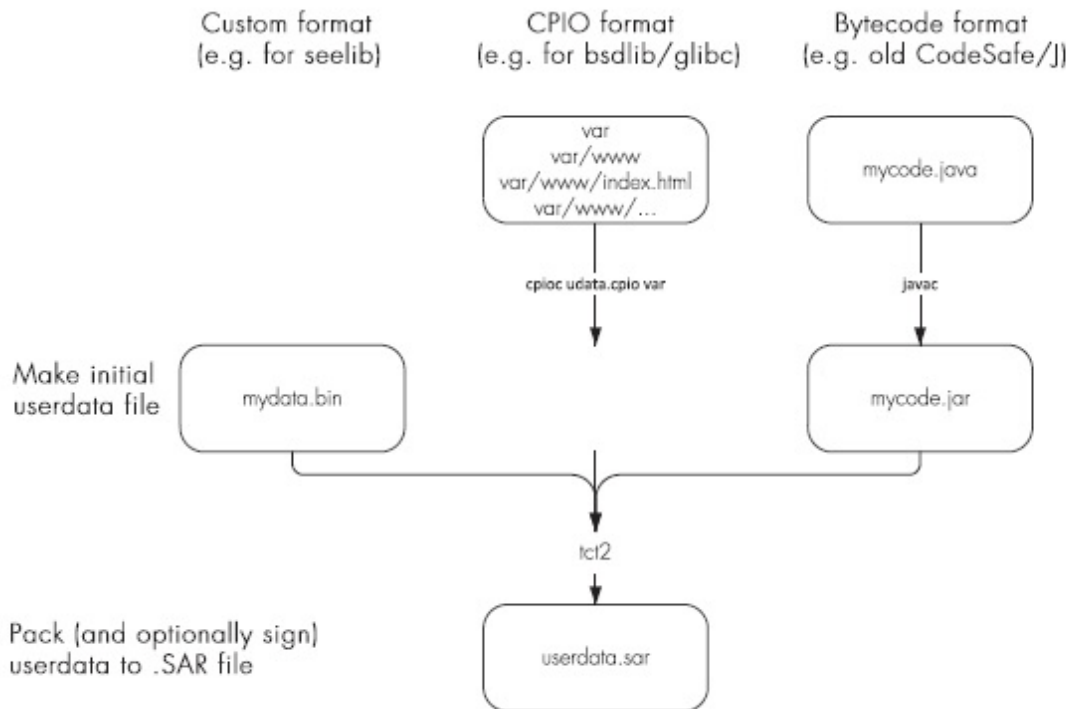 Custom format
(e.g. for seelib)
CPIO format
(e.g. for bsdlib/glibc)
Bytecode format
(e.g. old CodeSafe/J)
var
var/www
var/www/index.html
var/www/...
mycode.java
cpioc udata.cpio var
javac
Make initial
userdata file
mydata.bin
mycode.jar
tct2
Pack (and optionally sign)
userdata to .SAR file
userdata.sar